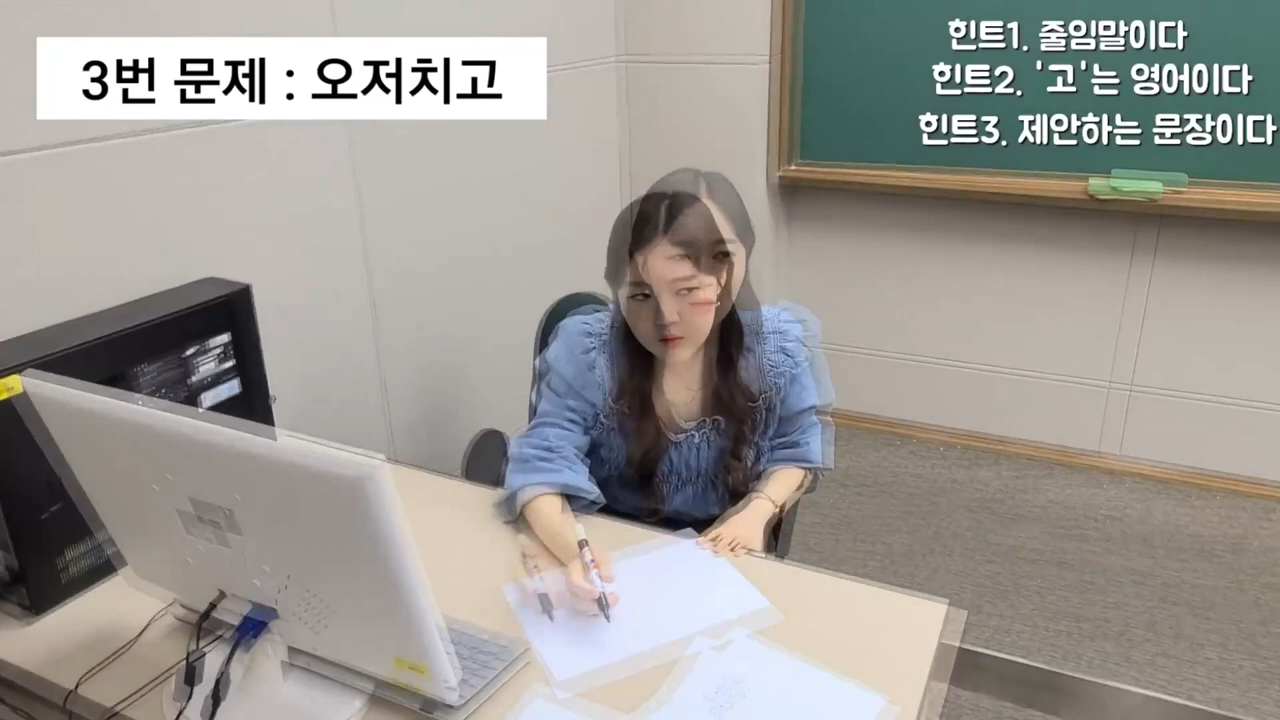 3번 문제 : 오저치고
힌트1. 줄임말이다
힌트2. '고'는 영어이다
힌트3. 제안하는 문장이다